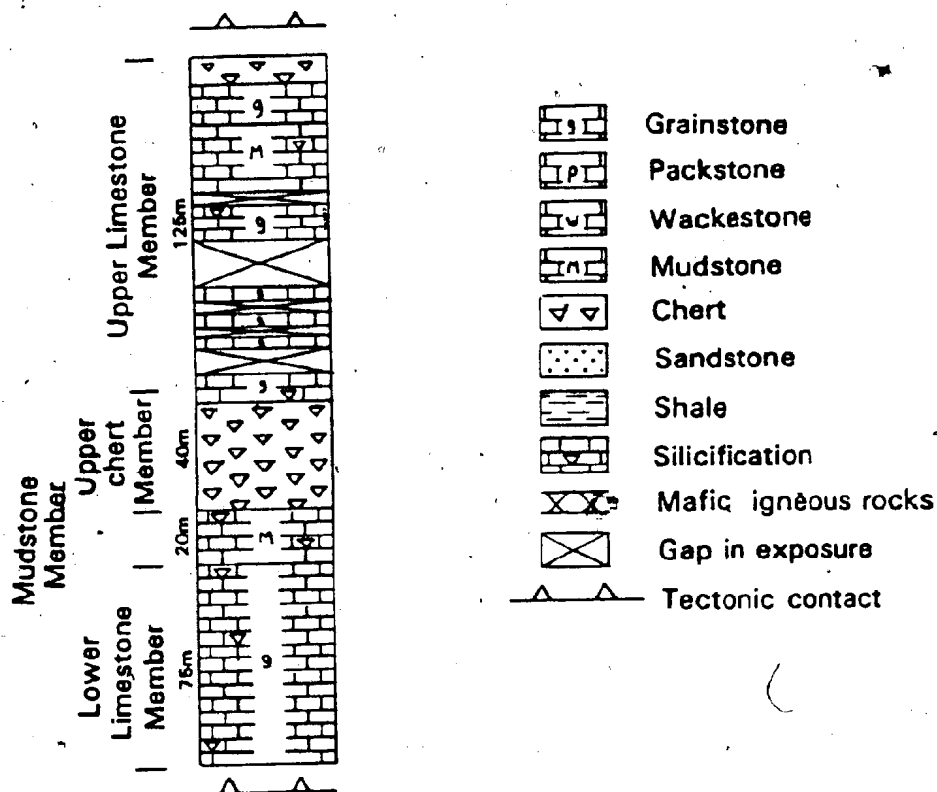 Upper Limestone
Member
125m
Upper
chert
Member
40m
Mudstone
Member
20m
Lower
Limestone
Member
75m
g
M
g
g
m
g Grainstone
p Packstone
w Wackestone
M Mudstone
Chert
Sandstone
Shale
Silicification
Mafic igneous rocks
Gap in exposure
Tectonic contact